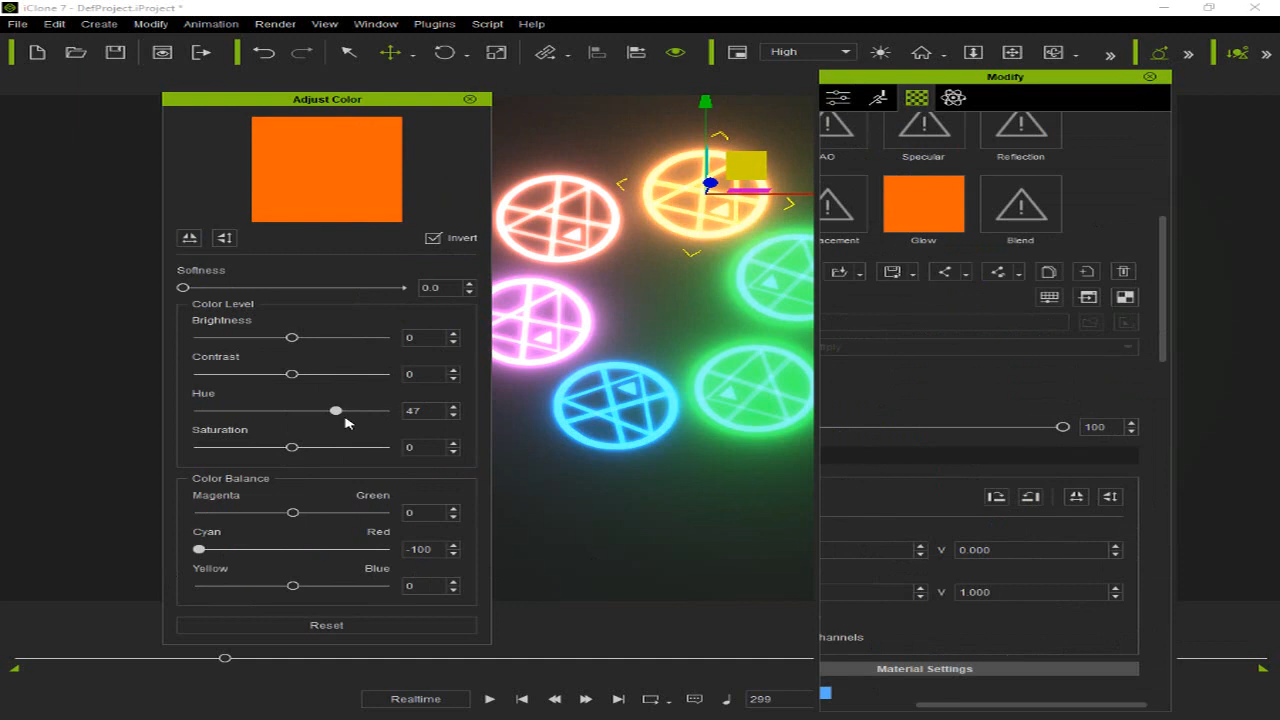 iClone 7 - DefProject.iProject *
File Edit Create Modify Animation Render View Window Plugins Script Help
High
Modify
Adjust Color
AO Specular Reflection
Invert
acement Glow Blend
Softness
0.0
Color Level
Brightness
0
Contrast
0
Hue
47
Saturation
0
100
Color Balance
Magenta Green
0
Cyan Red
-100
Yellow Blue
0
Reset
V 0.000
V 1.000
hannels
Material Settings
Realtime 299